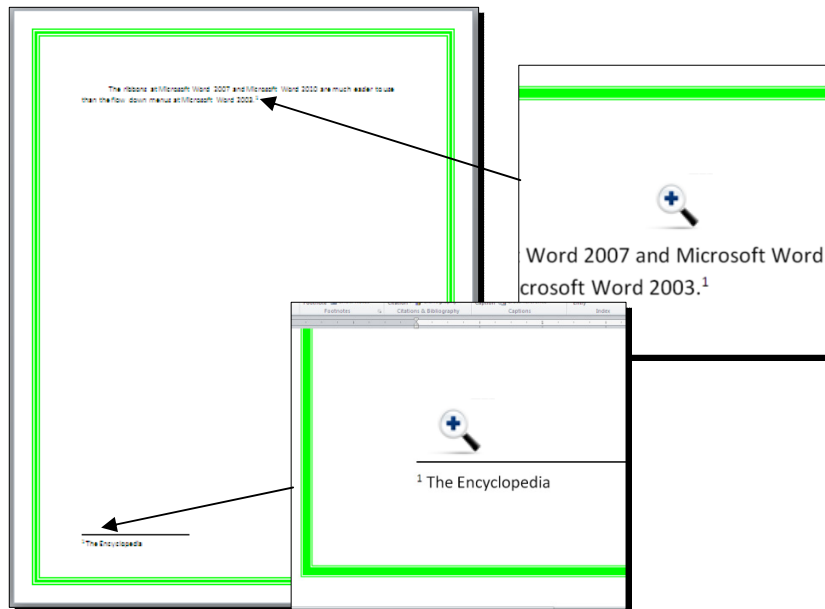 The ribbons at Microsoft Word 2007 and Microsoft Word 2010 are much easier to use
than the flow down menus at Microsoft Word 2003.1
Word 2007 and Microsoft Word
crosoft Word 2003.1
Footnotes Citations & Bibliography Captions Index
1 The Encyclopedia
1 The Encyclopedia